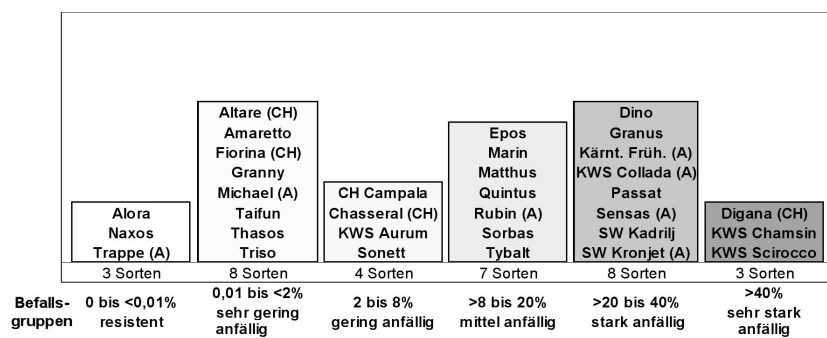 Alora
Naxos
Trappe (A)
3 Sorten
Altare (CH)
Amaretto
Fiorina (CH)
Granny
Michael (A)
Taifun
Thasos
Triso
8 Sorten
CH Campala
Chasseral (CH)
KWS Aurum
Sonett
4 Sorten
Epos
Marin
Matthus
Quintus
Rubin (A)
Sorbas
Tybalt
7 Sorten
Dino
Granus
Kärnt. Früh. (A)
KWS Collada (A)
Passat
Sensas (A)
SW Kadrilj
SW Kronjet (A)
8 Sorten
Digana (CH)
KWS Chamsin
KWS Scirocco
3 Sorten
Befalls-
gruppen
0 bis <0,01%
resistent
0,01 bis <2%
sehr gering
anfällig
2 bis 8%
gering anfällig
>8 bis 20%
mittel anfällig
>20 bis 40%
stark anfällig
>40%
sehr stark
anfällig